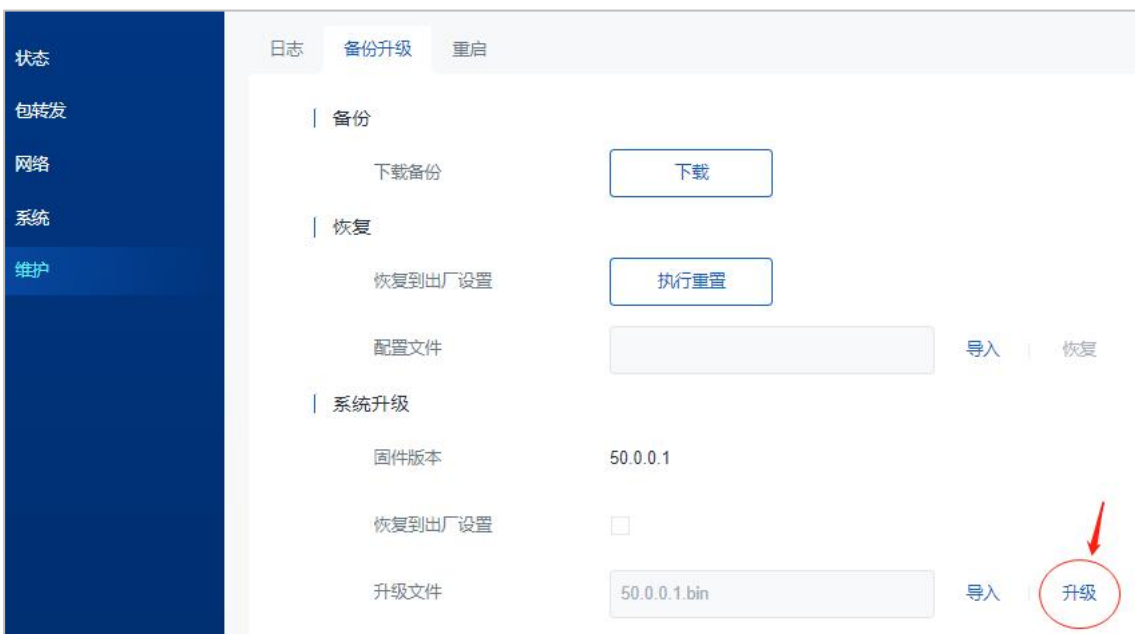 状态
包转发
网络
系统
维护
日志 备份升级 重启
备份
下载备份 下载
恢复
恢复到出厂设置 执行重置
配置文件 导入 恢复
系统升级
固件版本 50.0.0.1
恢复到出厂设置
升级文件 50.0.0.1.bin 导入 升级